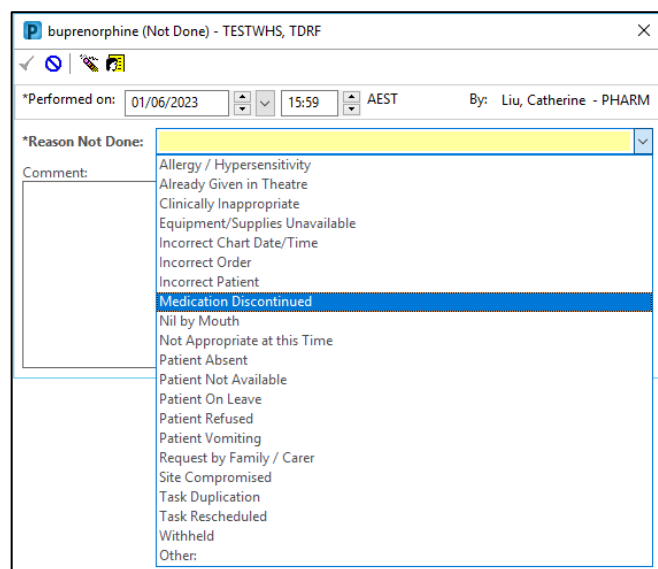 P buprenorphine (Not Done) - TESTWHS, TDRF
*Performed on: 01/06/2023 15:59 AEST By: Liu, Catherine - PHARM
*Reason Not Done:
Comment:
Allergy / Hypersensitivity
Already Given in Theatre
Clinically Inappropriate
Equipment/Supplies Unavailable
Incorrect Chart Date/Time
Incorrect Order
Incorrect Patient
Medication Discontinued
Nil by Mouth
Not Appropriate at this Time
Patient Absent
Patient Not Available
Patient On Leave
Patient Refused
Patient Vomiting
Request by Family / Carer
Site Compromised
Task Duplication
Task Rescheduled
Withheld
Other: